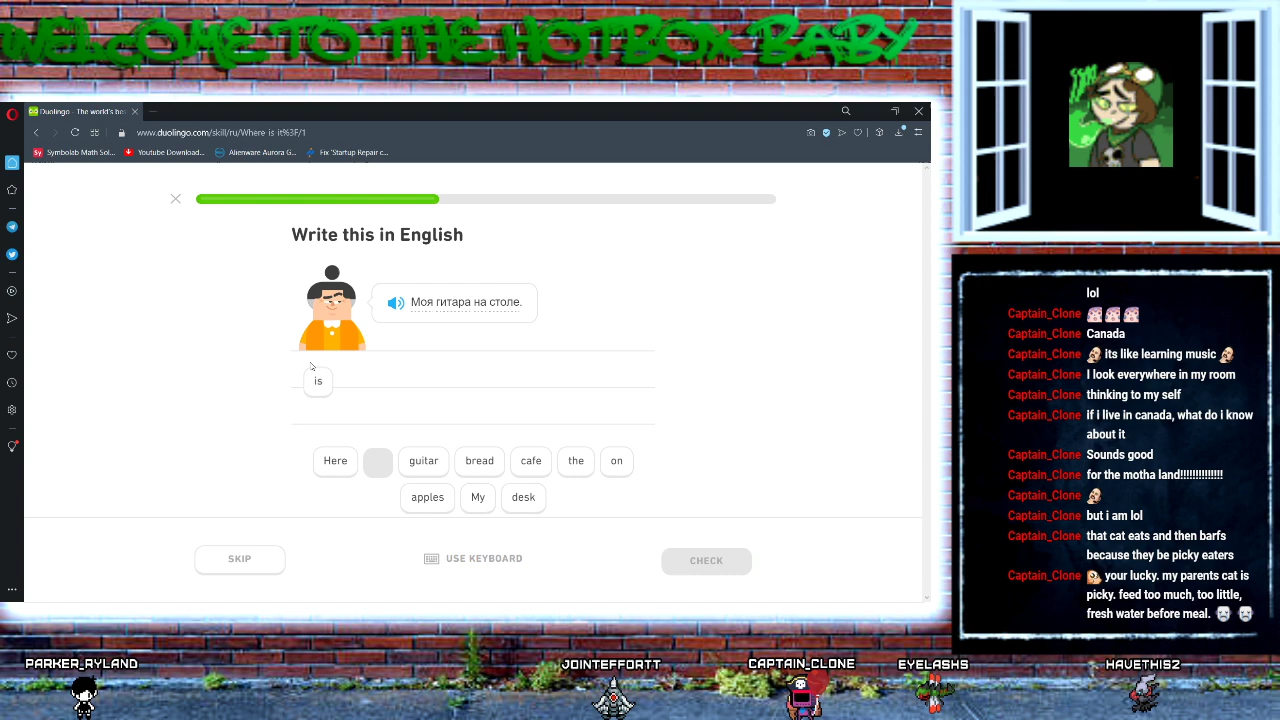 WELCOME TO THE HOTBOX BABY
Duolingo - The world's bes
www.duolingo.com/skill/ru/Where-is-it%3F/1
Sy Symbolab Math Sol... Youtube Download... Alienware Aurora G... Fix 'Startup Repair c...
Write this in English
Моя гитара на столе.
is
Here guitar bread cafe the on
apples My desk
SKIP USE KEYBOARD CHECK
lol
Captain_Clone
Captain_Clone Canada
Captain_Clone its like learning music
Captain_Clone I look everywhere in my room
Captain_Clone thinking to my self
Captain_Clone if i live in canada, what do i know
about it
Captain_Clone Sounds good
Captain_Clone for the motha land!!!!!!!!!!!!!!
Captain_Clone
Captain_Clone but i am lol
Captain_Clone that cat eats and then barfs
because they be picky eaters
Captain_Clone your lucky. my parents cat is
picky. feed too much, too little,
fresh water before meal.
PARKER_RYLAND JOINTEFFORTT CAPTAIN_CLONE EYELASHS HAVETHIS2